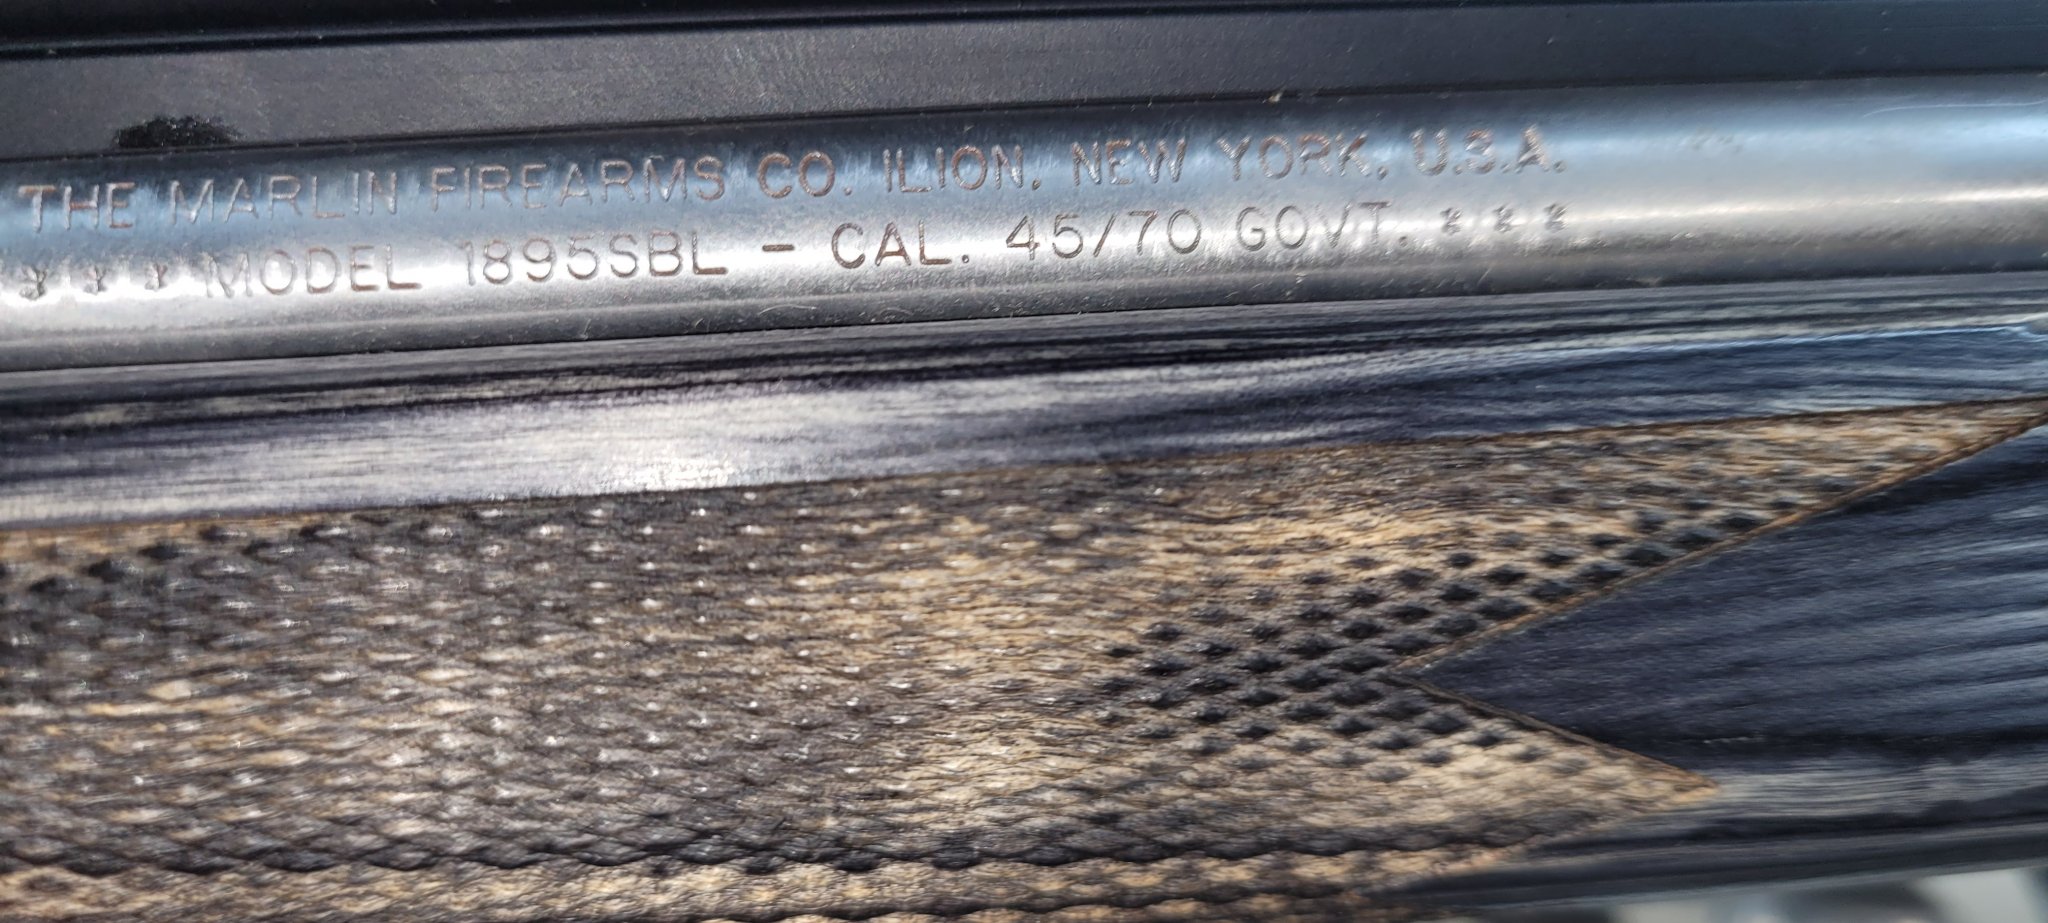 THE MARLIN FIREARMS CO. ILION, NEW YORK, U.S.A.
* * * MODEL 1895SBL - CAL. 45/70 GOVT. * * *